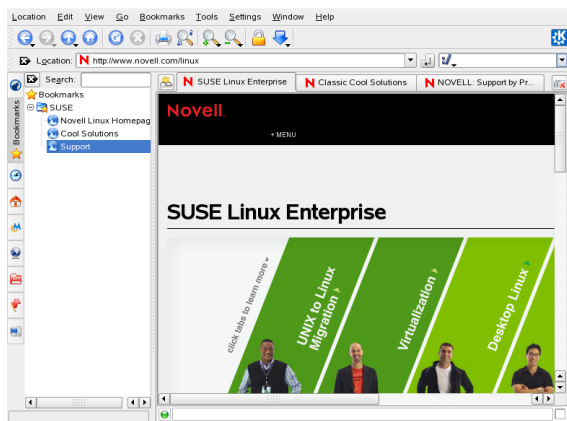 Location Edit View Go Bookmarks Tools Settings Window Help
Location: http://www.novell.com/linux
Search:
SUSE Linux Enterprise
Classic Cool Solutions
NOVELL: Support by Pr...
Bookmarks
Bookmarks
SUSE
Novell Linux Homepag
Cool Solutions
Support
Novell.
+ MENU
SUSE Linux Enterprise
click tabs to learn more
UNIX to Linux
Migration
Virtualization
Desktop Linux